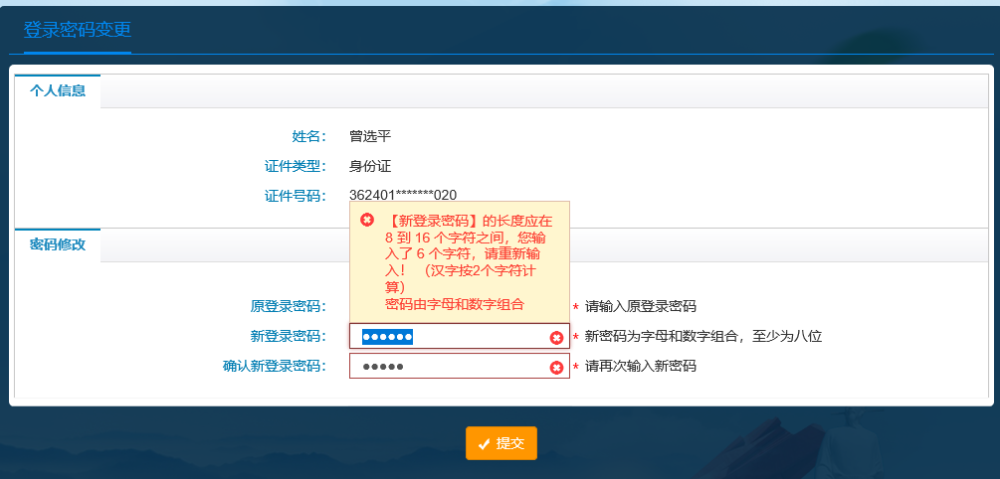 登录密码变更
个人信息
姓名： 曾选平
证件类型： 身份证
证件号码： 362401*******020
【新登录密码】的长度应在
8 到 16 个字符之间，您输
入了 6 个字符，请重新输
入！ （汉字按2个字符计
算）
密码由字母和数字组合
密码修改
原登录密码： * 请输入原登录密码
新登录密码： ●●●●●● * 新密码为字母和数字组合，至少为八位
确认新登录密码： ●●●●● * 请再次输入新密码
提交